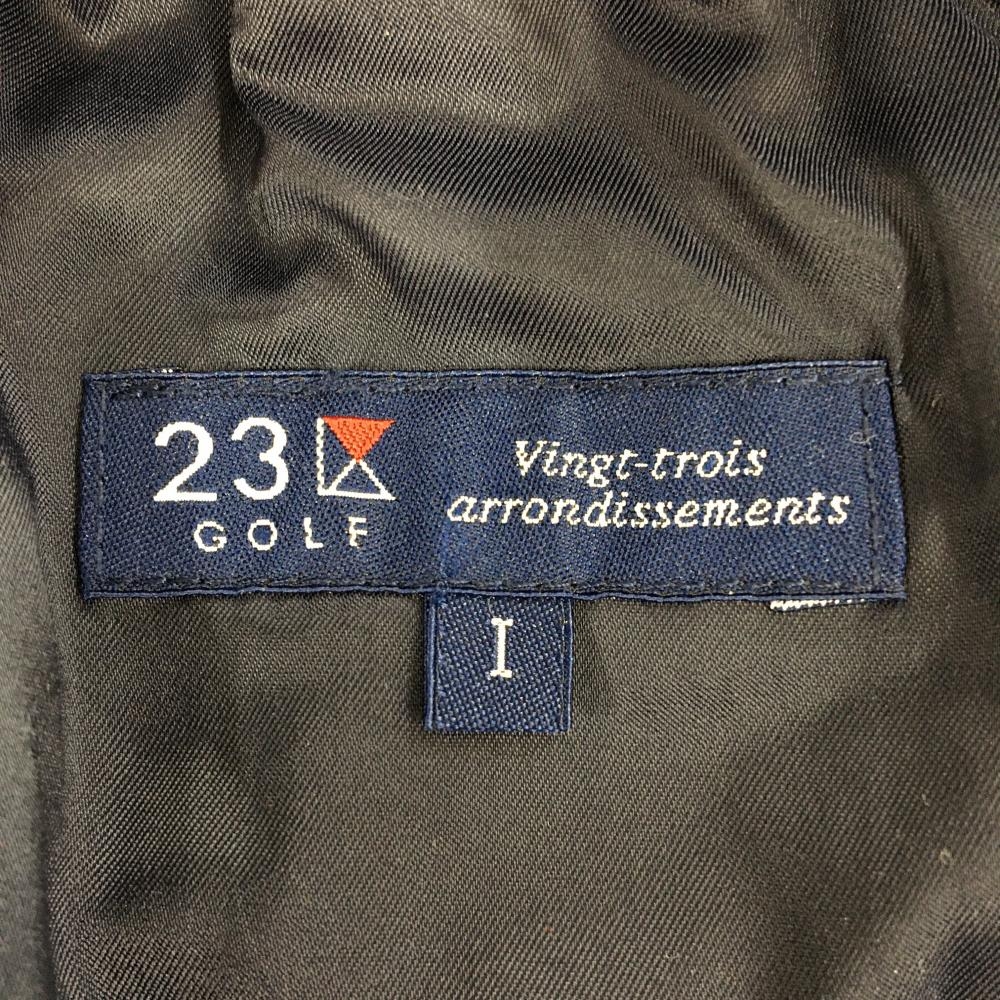 23
GOLF
Vingt-trois
arrondissements
I